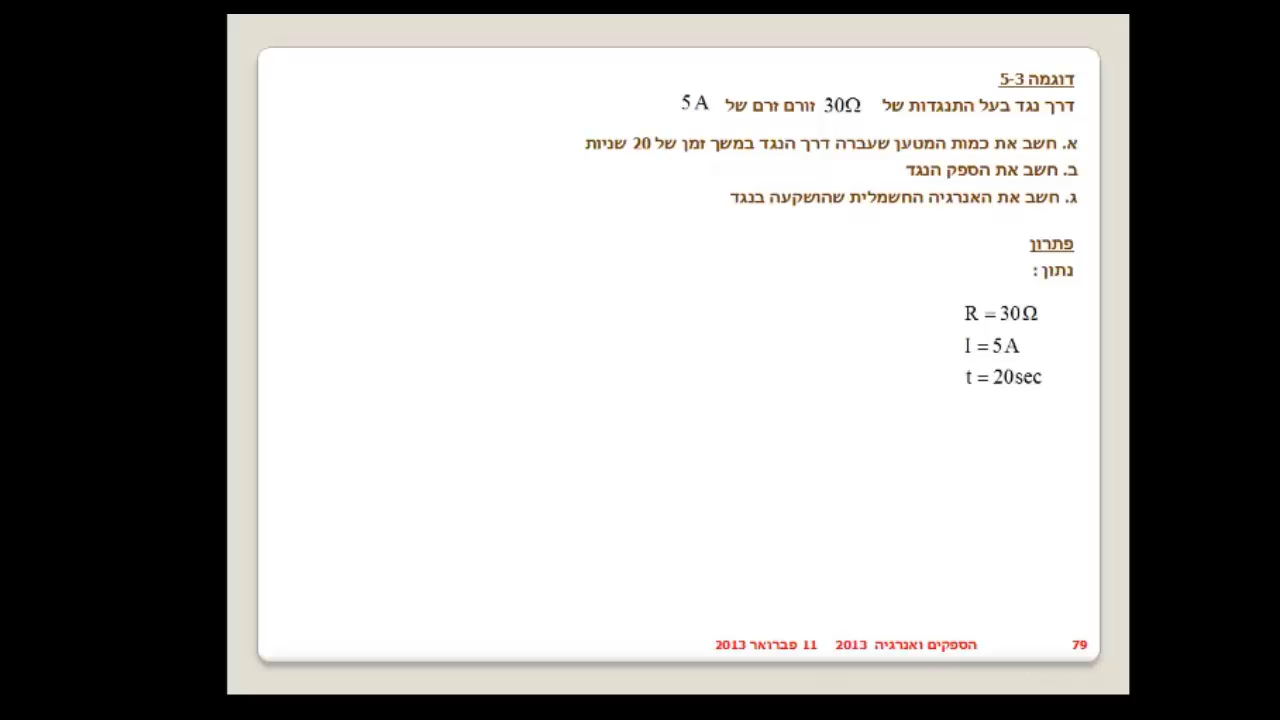 דוגמה 5-3
דרך נגד בעל התנגדות של 30Ω זורם זרם של 5 A
א. חשב את כמות המטען שעברה דרך הנגד במשך זמן של 20 שניות
ב. חשב את הספק הנגד
ג. חשב את האנרגיה החשמלית שהושקעה בנגד
פתרון
נתון :
R = 30Ω
I = 5A
t = 20sec
79 הספקים ואנרגיה 2013 11 פברואר 2013